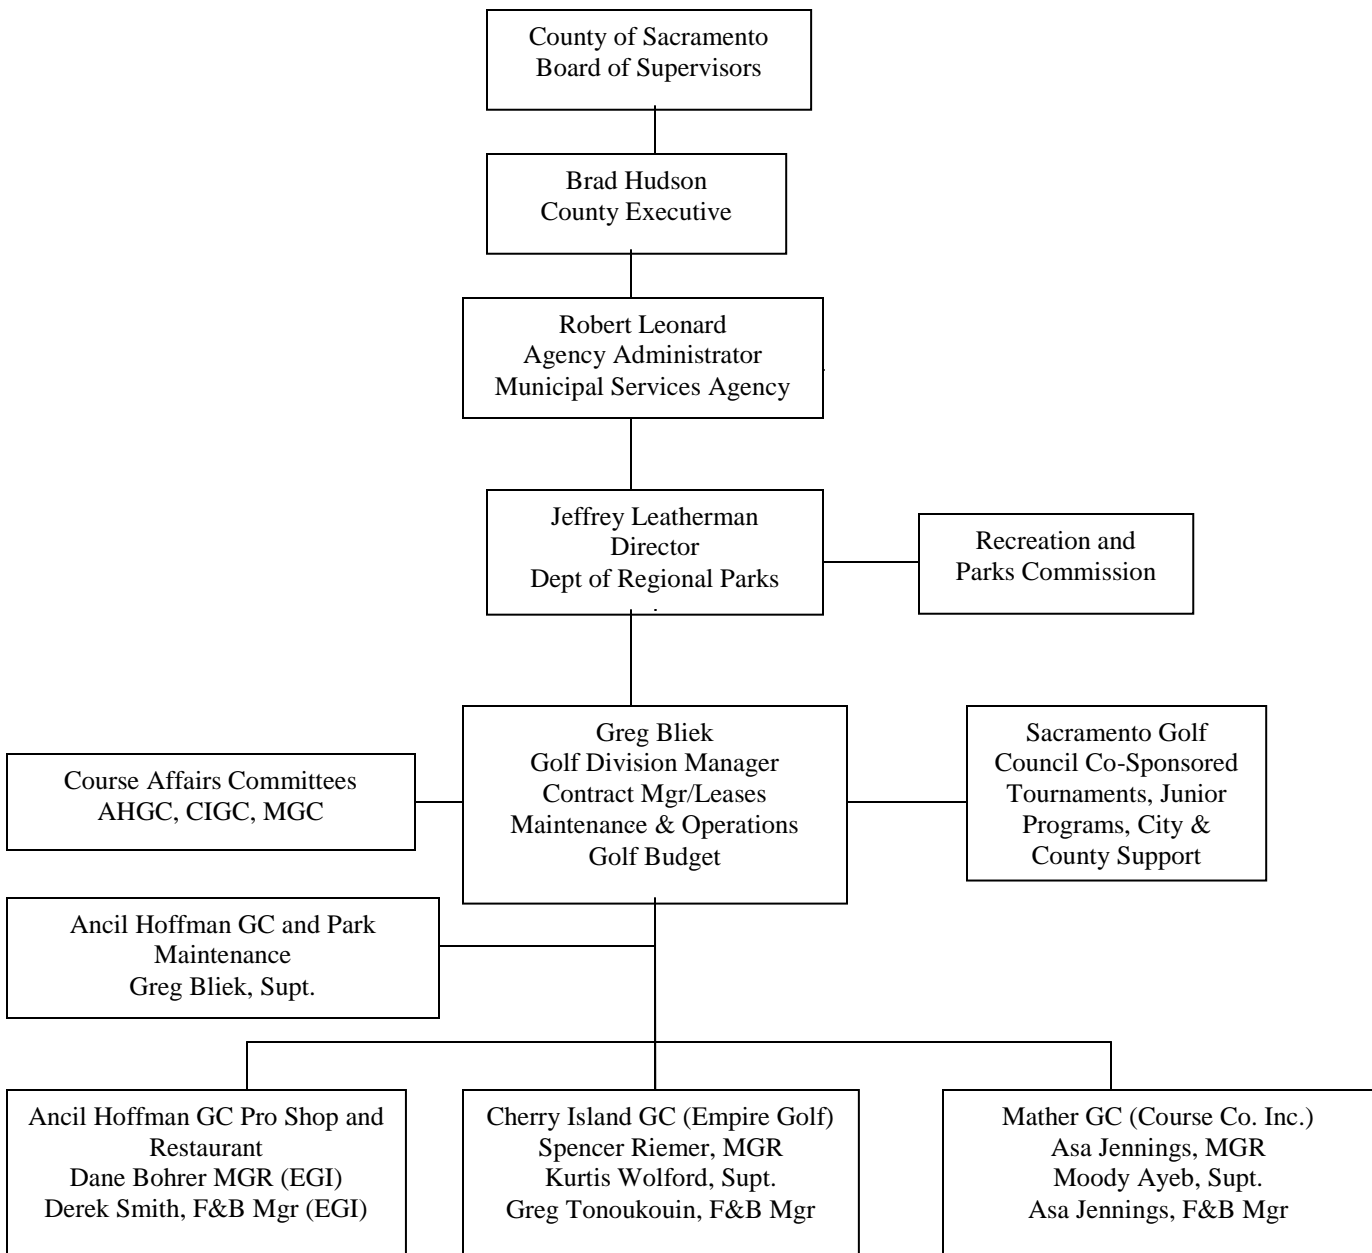 County of Sacramento
Board of Supervisors
Brad Hudson
County Executive
Robert Leonard
Agency Administrator
Municipal Services Agency
Jeffrey Leatherman
Director
Dept of Regional Parks
Recreation and
Parks Commission
Greg Bliek
Golf Division Manager
Contract Mgr/Leases
Maintenance & Operations
Golf Budget
Sacramento Golf
Council Co-Sponsored
Tournaments, Junior
Programs, City &
County Support
Course Affairs Committees
AHGC, CIGC, MGC
Ancil Hoffman GC and Park
Maintenance
Greg Bliek, Supt.
Ancil Hoffman GC Pro Shop and
Restaurant
Dane Bohrer MGR (EGI)
Derek Smith, F&B Mgr (EGI)
Cherry Island GC (Empire Golf)
Spencer Riemer, MGR
Kurtis Wolford, Supt.
Greg Tonoukouin, F&B Mgr
Mather GC (Course Co. Inc.)
Asa Jennings, MGR
Moody Ayeb, Supt.
Asa Jennings, F&B Mgr